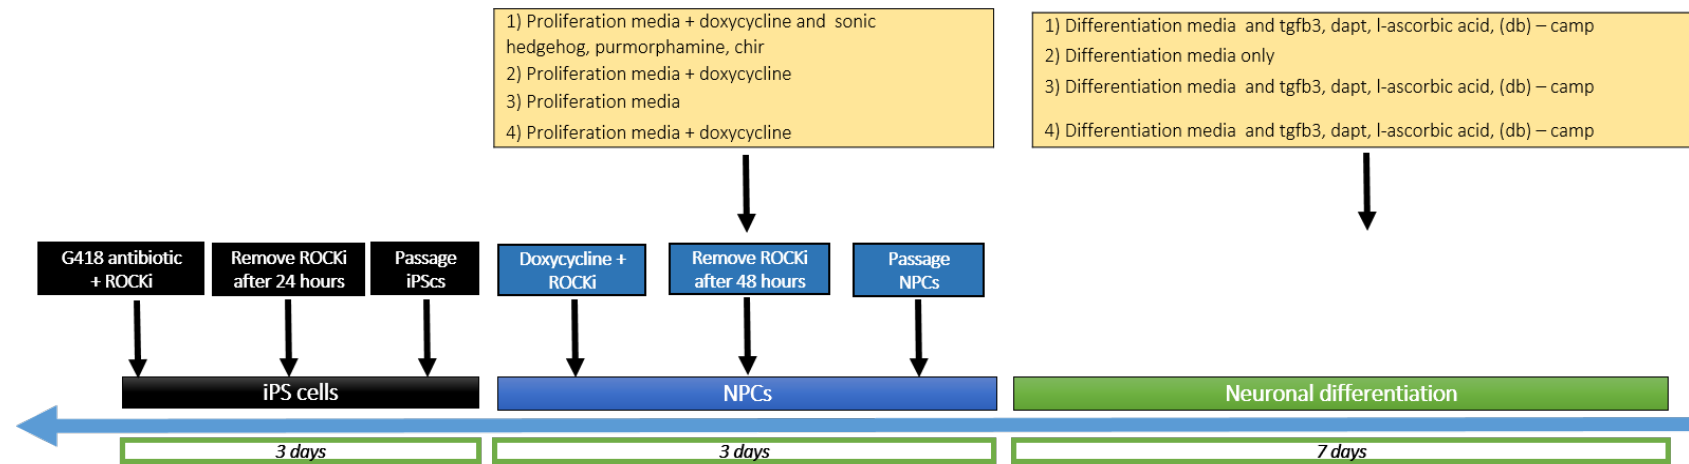 1) Proliferation media + doxycycline and sonic
hedgehog, purmorphamine, chir
2) Proliferation media + doxycycline
3) Proliferation media
4) Proliferation media + doxycycline
1) Differentiation media and tgfb3, dapt, l-ascorbic acid, (db) – camp
2) Differentiation media only
3) Differentiation media and tgfb3, dapt, l-ascorbic acid, (db) – camp
4) Differentiation media and tgfb3, dapt, l-ascorbic acid, (db) – camp
G418 antibiotic
+ ROCKi
Remove ROCKi
after 24 hours
Passage
iPScs
Doxycycline +
ROCKi
Remove ROCKi
after 48 hours
Passage
NPCs
iPS cells
NPCs
Neuronal differentiation
3 days
3 days
7 days